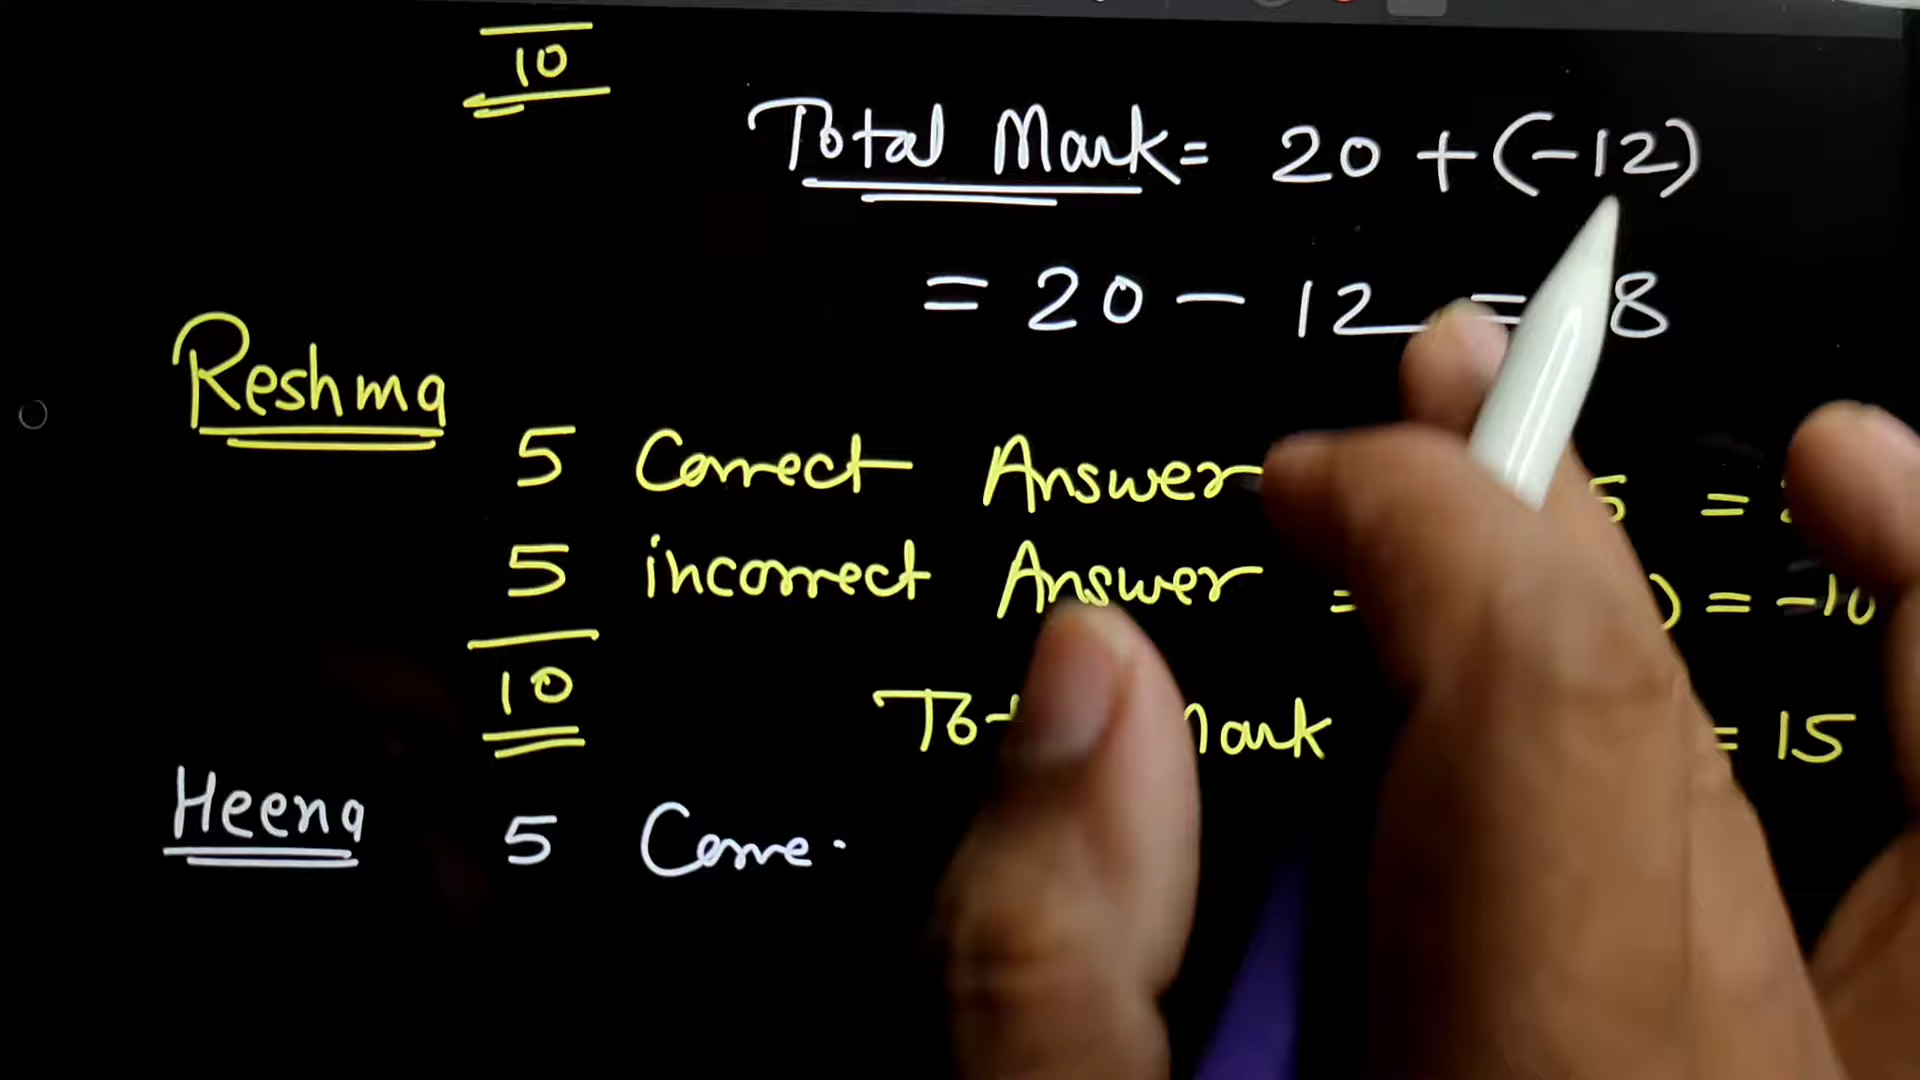 10
Total Mark = 20 + (-12)
= 20 - 12 = 8
Reshma
5 Correct Answer 5 =
5 incorrect Answer = ) = -10
10
Mark = 15
Heena 5 Corre.